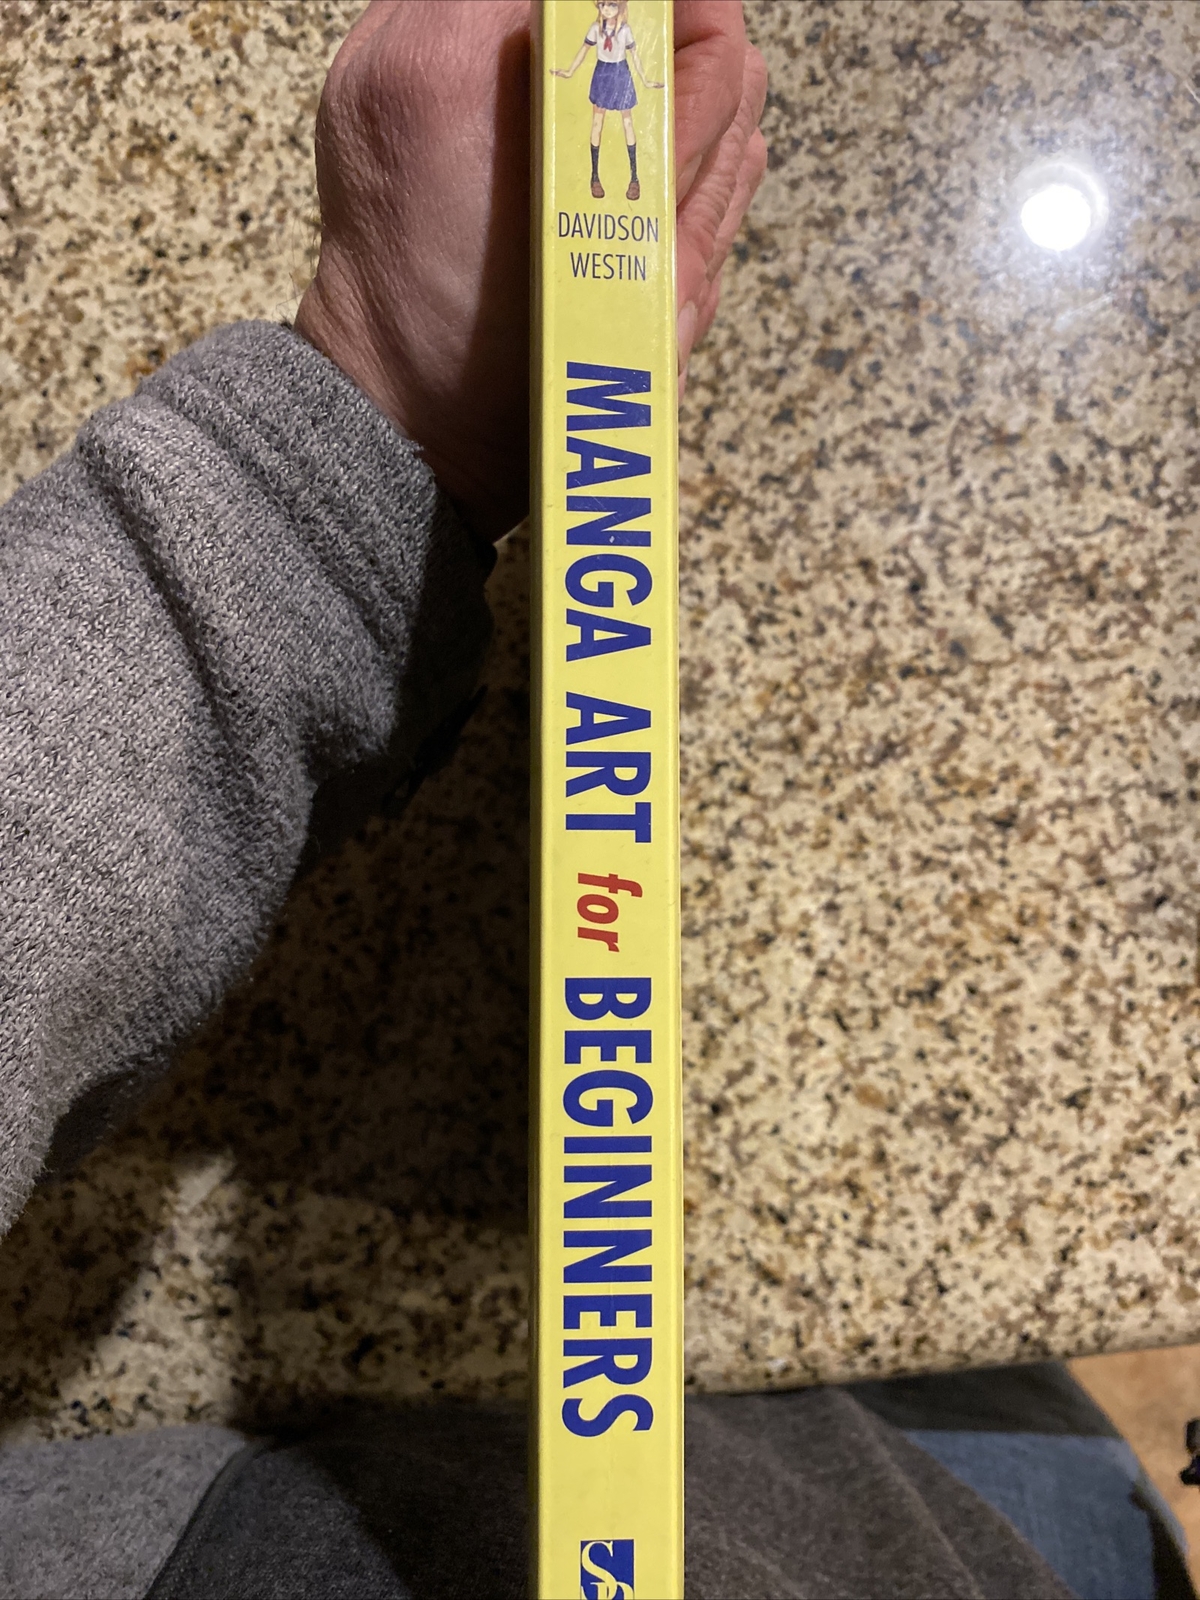 DAVIDSON
WESTIN
MANGA ART for BEGINNERS